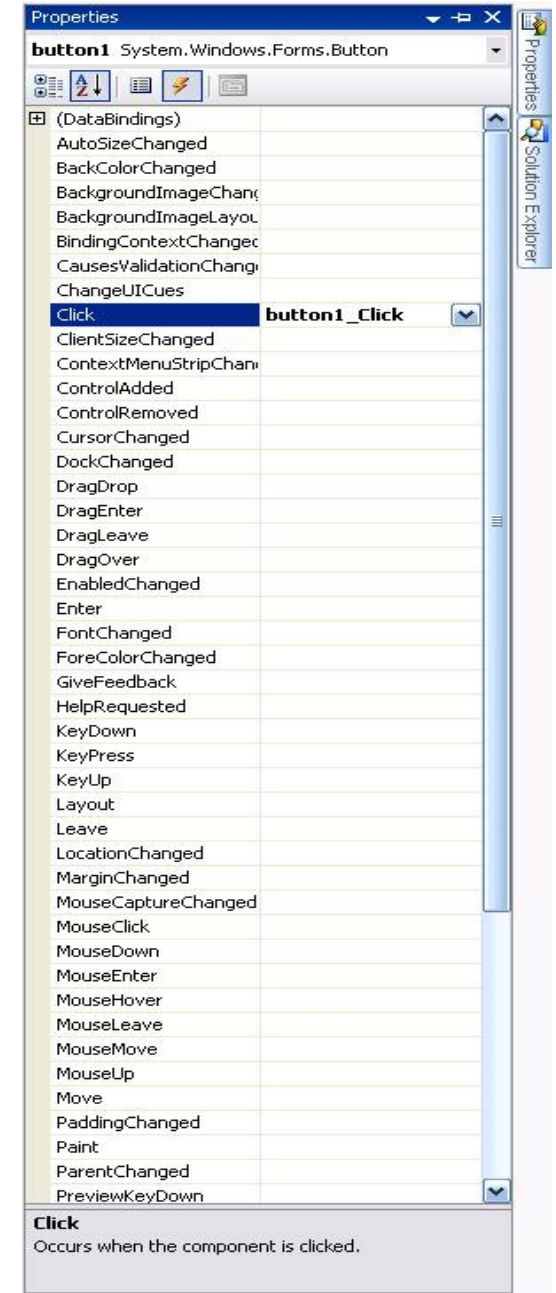 Properties
button1 System.Windows.Forms.Button
(DataBindings)
AutoSizeChanged
BackColorChanged
BackgroundImageChang
BackgroundImageLayou
BindingContextChanged
CausesValidationChang
ChangeUICues
Click button1_Click
ClientSizeChanged
ContextMenuStripChan
ControlAdded
ControlRemoved
CursorChanged
DockChanged
DragDrop
DragEnter
DragLeave
DragOver
EnabledChanged
Enter
FontChanged
ForeColorChanged
GiveFeedback
HelpRequested
KeyDown
KeyPress
KeyUp
Layout
Leave
LocationChanged
MarginChanged
MouseCaptureChanged
MouseClick
MouseDown
MouseEnter
MouseHover
MouseLeave
MouseMove
MouseUp
Move
PaddingChanged
Paint
ParentChanged
PreviewKeyDown
Click
Occurs when the component is clicked.
Properties
Solution Explorer